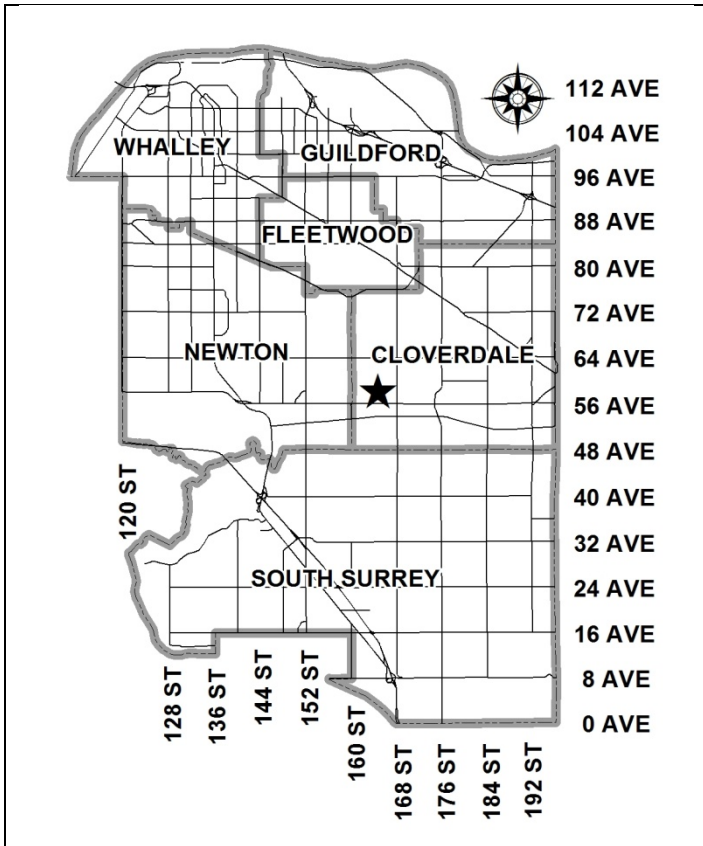 112 AVE
104 AVE
WHALLEY
GUILDFORD
96 AVE
88 AVE
FLEETWOOD
80 AVE
72 AVE
NEWTON
CLOVERDALE
64 AVE
56 AVE
48 AVE
120 ST
40 AVE
32 AVE
SOUTH SURREY
24 AVE
16 AVE
8 AVE
0 AVE
128 ST
136 ST
144 ST
152 ST
160 ST
168 ST
176 ST
184 ST
192 ST